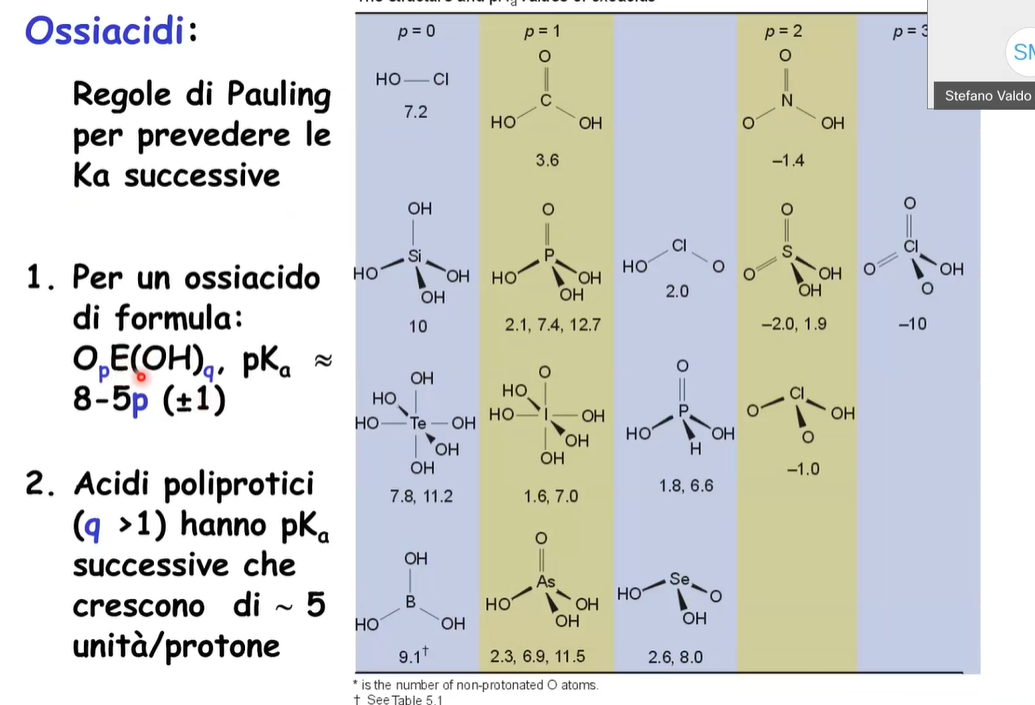 Ossiacidi:
Regole di Pauling
per prevedere le
Ka successive
1. Per un ossiacido
di formula:
OpE(OH)q, pKa ≈
8-5p (±1)
2. Acidi poliprotici
(q >1) hanno pKa
successive che
crescono di ~ 5
unità/protone
p = 0 p = 1 p = 2 p = 3
HO Cl
7.2
O
C
HO OH
3.6
O
N
O OH
–1.4
OH
Si
HO OH
OH
10
O
P
HO OH
OH
2.1, 7.4, 12.7
Cl
HO O
2.0
O
S
O OH
OH
–2.0, 1.9
O
Cl
O OH
O
–10
OH
HO
HO Te OH
OH
OH
7.8, 11.2
O
HO
HO I OH
OH
OH
1.6, 7.0
O
P
HO OH
H
1.8, 6.6
Cl
O OH
O
–1.0
OH
B
HO OH
9.1†
O
As
HO OH
OH
2.3, 6.9, 11.5
Se
HO O
OH
2.6, 8.0
* is the number of non-protonated O atoms.
† See Table 5.1
SM
Stefano Valdo